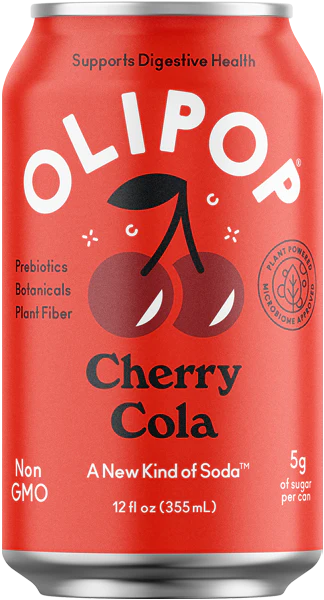 Supports Digestive Health
OLIPOP®
Prebiotics
Botanicals
Plant Fiber
PLANT POWERED
MICROBIOME APPROVED
Cherry
Cola
Non
GMO
A New Kind of Soda™
5g
of sugar
per can
12 fl oz (355 mL)